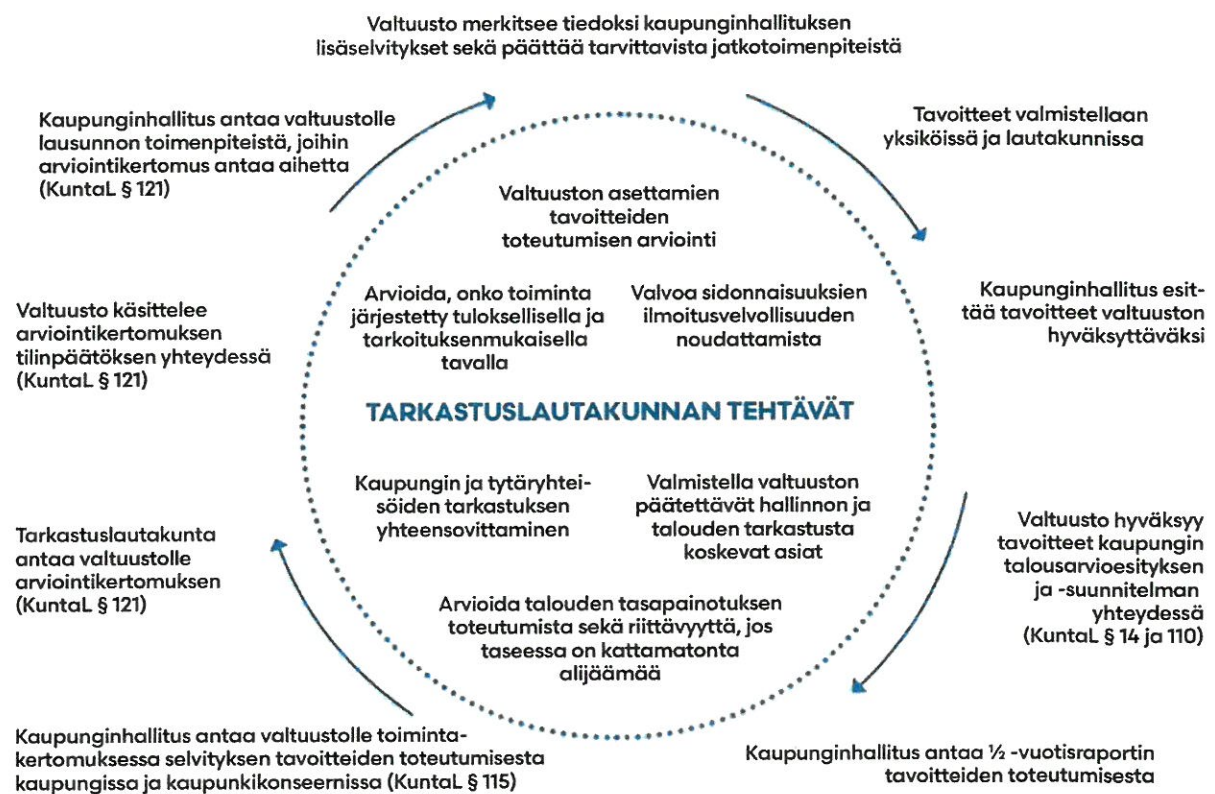 Valtuusto merkitsee tiedoksi kaupunginhallituksen
lisäselvitykset sekä päättää tarvittavista jatkotoimenpiteistä
Tavoitteet valmistellaan
yksiköissä ja lautakunnissa
Kaupunginhallitus esit-
tää tavoitteet valtuuston
hyväksyttäväksi
Valtuusto hyväksyy
tavoitteet kaupungin
talousarvioesityksen
ja -suunnitelman
yhteydessä
(KuntaL § 14 ja 110)
Kaupunginhallitus antaa ½ -vuotisraportin
tavoitteiden toteutumisesta
Kaupunginhallitus antaa valtuustolle toiminta-
kertomuksessa selvityksen tavoitteiden toteutumisesta
kaupungissa ja kaupunkikonseernissa (KuntaL § 115)
Tarkastuslautakunta
antaa valtuustolle
arviointikertomuksen
(KuntaL § 121)
Valtuusto käsittelee
arviointikertomuksen
tilinpäätöksen yhteydessä
(KuntaL § 121)
Kaupunginhallitus antaa valtuustolle
lausunnon toimenpiteistä, joihin
arviointikertomus antaa aihetta
(KuntaL § 121)
Valtuuston asettamien
tavoitteiden
toteutumisen arviointi
Arvioida, onko toiminta
järjestetty tuloksellisella ja
tarkoituksenmukaisella
tavalla
Valvoa sidonnaisuuksien
ilmoitusvelvollisuuden
noudattamista
TARKASTUSLAUTAKUNNAN TEHTÄVÄT
Kaupungin ja tytäryhtei-
söiden tarkastuksen
yhteensovittaminen
Valmistella valtuuston
päätettävät hallinnon ja
talouden tarkastusta
koskevat asiat
Arvioida talouden tasapainotuksen
toteutumista sekä riittävyyttä, jos
taseessa on kattamatonta
alijäämää